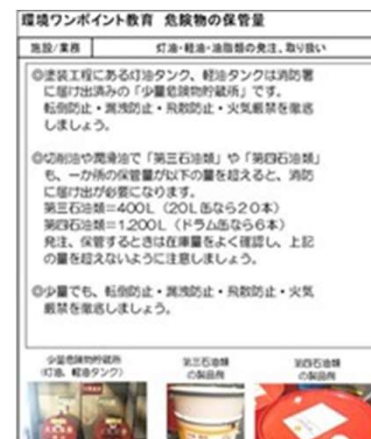 環境ワンポイント教育 危険物の保管量
施設/業務 灯油・軽油・油脂類の発注、取り扱い
◎塗装工程にある灯油タンク、軽油タンクは消防署
に届け出済みの「少量危険物貯蔵所」です。
転倒防止・漏洩防止・飛散防止・火気厳禁を徹底
しましょう。
◎切削油や潤滑油で「第三石油類」や「第四石油類」
も、一か所の保管量が以下の量を超えると、消防
に届け出が必要になります。
第三石油類=400L(20L缶なら20本)
第四石油類=1,200L(ドラム缶なら6本)
発注、保管するときは在庫量をよく確認し、上記
の量を超えないように注意しましょう。
◎少量でも、転倒防止・漏洩防止・飛散防止・火気
厳禁を徹底しましょう。
少量危険物貯蔵所
(灯油、軽油タンク)
第三石油類
の製品例
第四石油類
の製品例